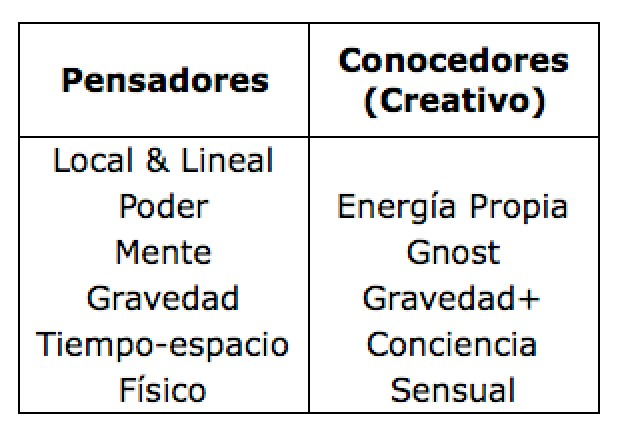 Pensadores
Conocedores
(Creativo)
Local & Lineal
Poder
Energía Propia
Mente
Gnost
Gravedad
Gravedad+
Tiempo-espacio
Conciencia
Físico
Sensual